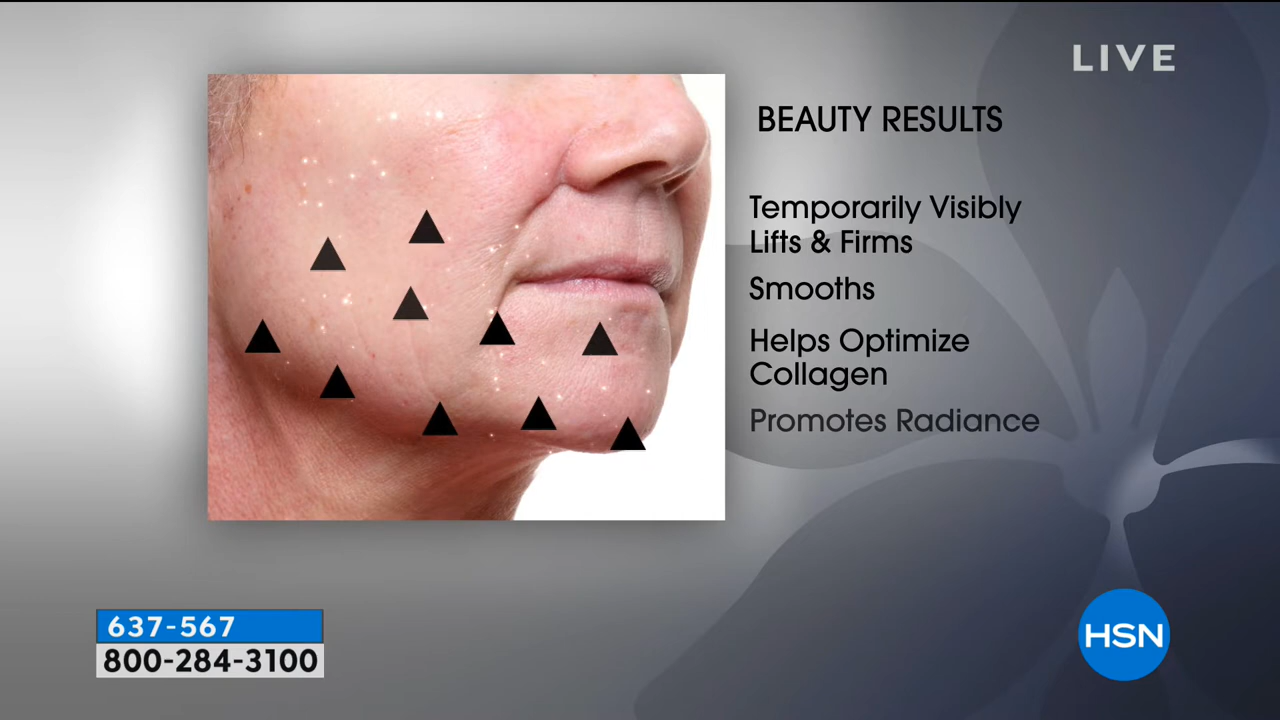 LIVE
BEAUTY RESULTS
Temporarily Visibly
Lifts & Firms
Smooths
Helps Optimize
Collagen
Promotes Radiance
637-567
800-284-3100
HSN